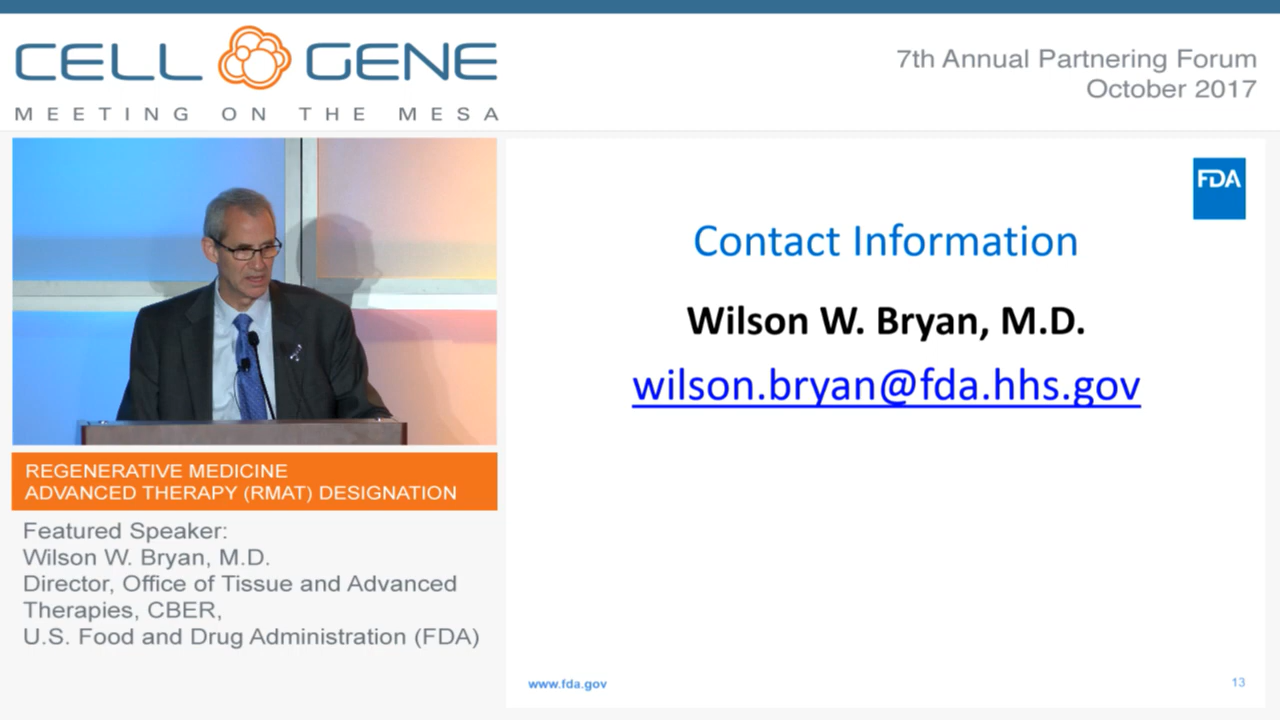 CELL GENE
MEETING ON THE MESA
7th Annual Partnering Forum
October 2017
FDA
Contact Information
Wilson W. Bryan, M.D.
wilson.bryan@fda.hhs.gov
REGENERATIVE MEDICINE
ADVANCED THERAPY (RMAT) DESIGNATION
Featured Speaker:
Wilson W. Bryan, M.D.
Director, Office of Tissue and Advanced
Therapies, CBER,
U.S. Food and Drug Administration (FDA)
www.fda.gov
13